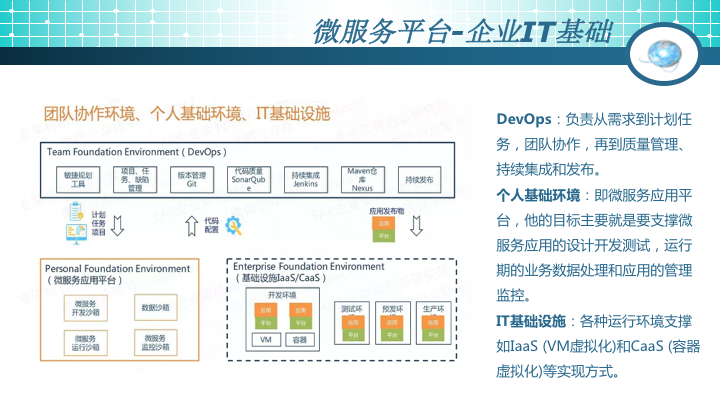 微服务平台-企业IT基础
团队协作环境、个人基础环境、IT基础设施
Team Foundation Environment（DevOps）
敏捷规划
工具
项目、任
务、缺陷
管理
版本管理
Git
代码质量
SonarQub
e
持续集成
Jenkins
Maven仓
库
Nexus
持续发布
计划
任务
项目
代码
配置
应用发布物
应用
平台
Personal Foundation Environment
（微服务应用平台）
微服务
开发沙箱
数据沙箱
微服务
运行沙箱
微服务
监控沙箱
Enterprise Foundation Environment
（基础设施IaaS/CaaS）
开发环境
应用
平台
应用
平台
VM
容器
测试环
应用
平台
预发环
应用
平台
生产环
应用
平台
DevOps：负责从需求到计划任
务，团队协作，再到质量管理、
持续集成和发布。
个人基础环境：即微服务应用平
台，他的目标主要就是要支撑微
服务应用的设计开发测试，运行
期的业务数据处理和应用的管理
监控。
IT基础设施：各种运行环境支撑
如IaaS (VM虚拟化)和CaaS (容器
虚拟化)等实现方式。